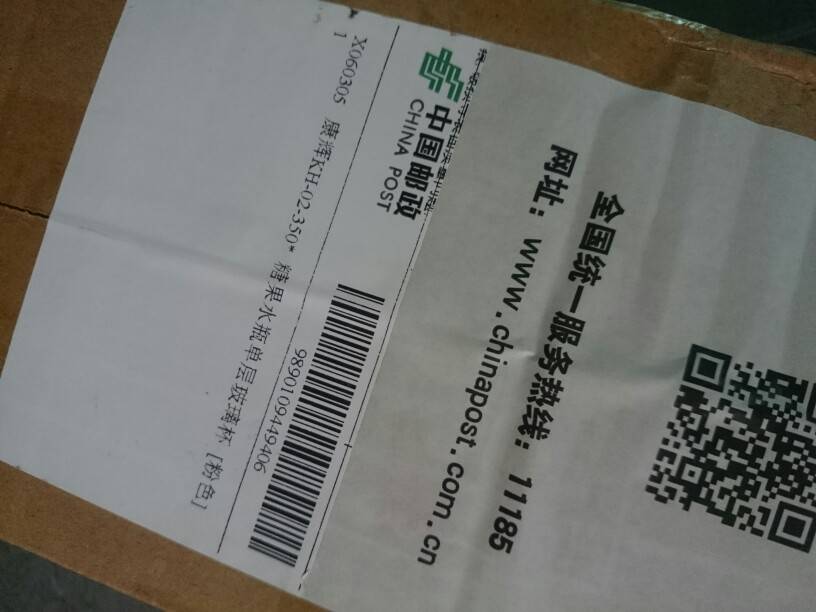 中国邮政
CHINA POST
9890109449406
X060305 康辉KH-02-350* 糖果水瓶单层玻璃杯 [粉色]
1
全国统一服务热线：11185
网址：www.chinapost.com.cn